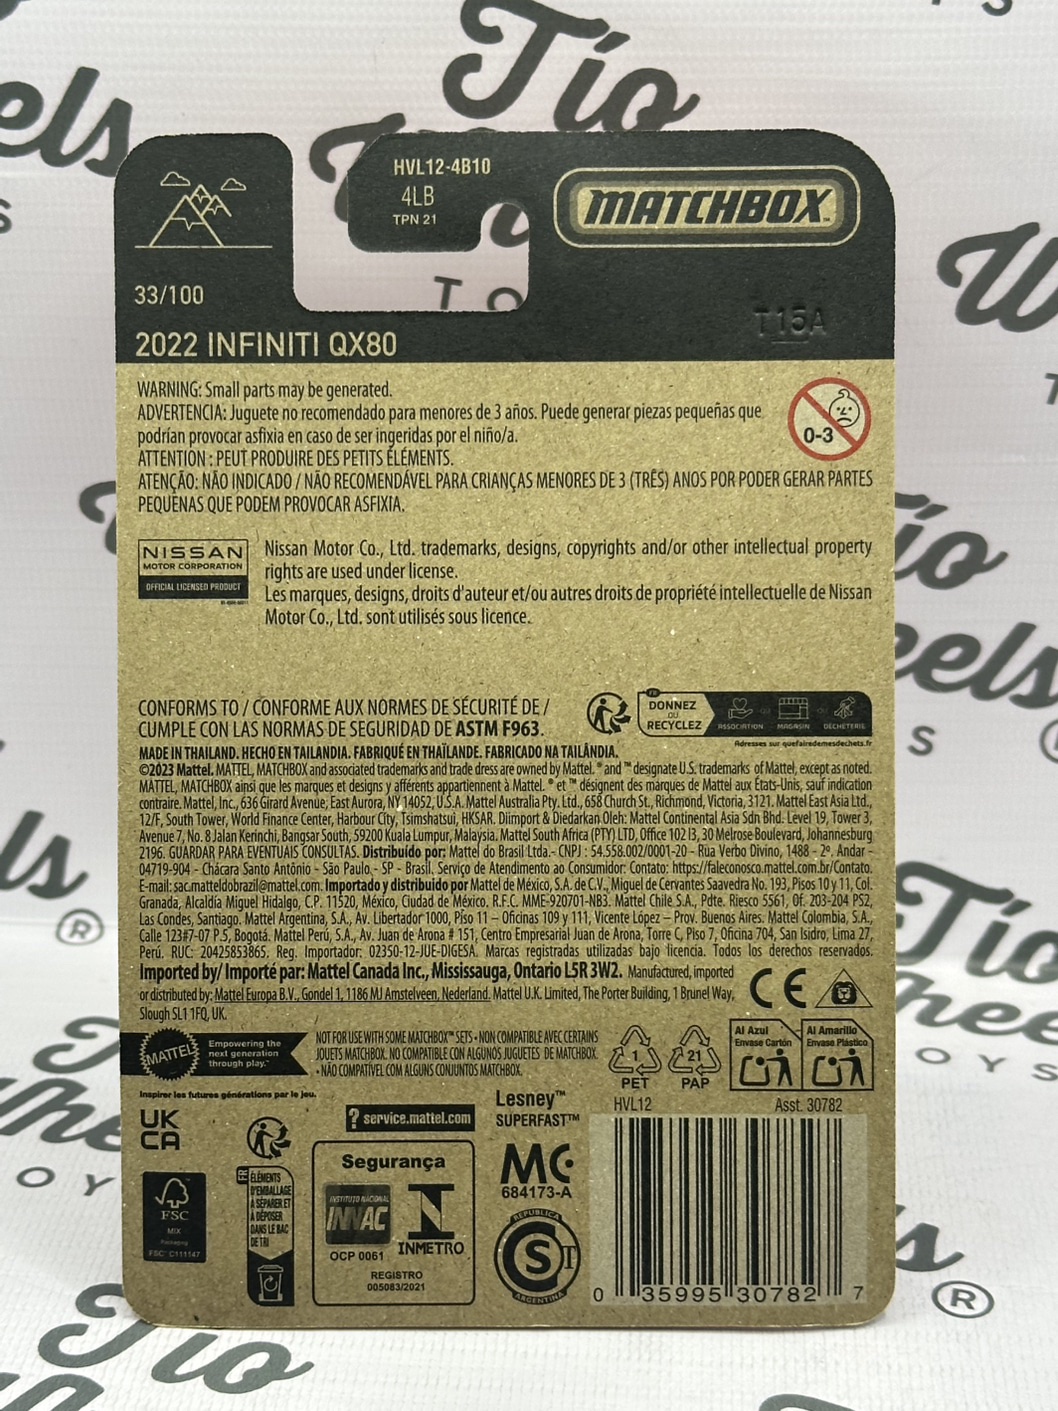 Tío
Wheels
TOYS
HVL12-4B10
4LB
TPN 21
MATCHBOX™
33/100
T15A
2022 INFINITI QX80
WARNING: Small parts may be generated.
ADVERTENCIA: Juguete no recomendado para menores de 3 años. Puede generar piezas pequeñas que
podrían provocar asfixia en caso de ser ingeridas por el niño/a.
ATTENTION : PEUT PRODUIRE DES PETITS ÉLÉMENTS.
ATENÇÃO: NÃO INDICADO / NÃO RECOMENDÁVEL PARA CRIANÇAS MENORES DE 3 (TRÊS) ANOS POR PODER GERAR PARTES
PEQUENAS QUE PODEM PROVOCAR ASFIXIA.
0-3
NISSAN
MOTOR CORPORATION
OFFICIAL LICENSED PRODUCT
Nissan Motor Co., Ltd. trademarks, designs, copyrights and/or other intellectual property
rights are used under license.
Les marques, designs, droits d'auteur et/ou autres droits de propriété intellectuelle de Nissan
Motor Co., Ltd. sont utilisés sous licence.
CONFORMS TO / CONFORME AUX NORMES DE SÉCURITÉ DE /
CUMPLE CON LAS NORMAS DE SEGURIDAD DE ASTM F963.
FR
DONNEZ
OU
RECYCLEZ
ASSOCIATION
OU
MAGASIN
OU
DÉCHÈTERIE
Adresses sur quefairedemesdechets.fr
MADE IN THAILAND. HECHO EN TAILANDIA. FABRIQUÉ EN THAÏLANDE. FABRICADO NA TAILÂNDIA.
©2023 Mattel. MATTEL, MATCHBOX and associated trademarks and trade dress are owned by Mattel. ® and ™ designate U.S. trademarks of Mattel, except as noted.
MATTEL, MATCHBOX ainsi que les marques et designs y afférents appartiennent à Mattel. ® et ™ désignent des marques de Mattel aux États-Unis, sauf indication
contraire. Mattel, Inc., 636 Girard Avenue, East Aurora, NY 14052, U.S.A. Mattel Australia Pty. Ltd., 658 Church St., Richmond, Victoria, 3121. Mattel East Asia Ltd.,
12/F, South Tower, World Finance Center, Harbour City, Tsimshatsui, HKSAR. Diimport & Diedarkan Oleh: Mattel Continental Asia Sdn Bhd. Level 19, Tower 3,
Avenue 7, No. 8 Jalan Kerinchi, Bangsar South, 59200 Kuala Lumpur, Malaysia. Mattel South Africa (PTY) LTD, Office 102 I3, 30 Melrose Boulevard, Johannesburg
2196. GUARDAR PARA EVENTUAIS CONSULTAS. Distribuído por: Mattel do Brasil Ltda.- CNPJ : 54.558.002/0001-20 - Rua Verbo Divino, 1488 - 2º. Andar -
04719-904 - Chácara Santo Antônio - São Paulo - SP - Brasil. Serviço de Atendimento ao Consumidor: Contato: https://faleconosco.mattel.com.br/Contato.
E-mail: sac.matteldobrazil@mattel.com. Importado y distribuido por Mattel de México, S.A. de C.V., Miguel de Cervantes Saavedra No. 193, Pisos 10 y 11, Col.
Granada, Alcaldía Miguel Hidalgo, C.P. 11520, México, Ciudad de México. R.F.C. MME-920701-NB3. Mattel Chile S.A., Pdte. Riesco 5561, Of. 203-204 PS2,
Las Condes, Santiago. Mattel Argentina, S.A., Av. Libertador 1000, Piso 11 – Oficinas 109 y 111, Vicente López – Prov. Buenos Aires. Mattel Colombia, S.A.,
Calle 123#7-07 P.5, Bogotá. Mattel Perú, S.A., Av. Juan de Arona # 151, Centro Empresarial Juan de Arona, Torre C, Piso 7, Oficina 704, San Isidro, Lima 27,
Perú. RUC: 20425853865. Reg. Importador: 02350-12-JUE-DIGESA. Marcas registradas utilizadas bajo licencia. Todos los derechos reservados.
Imported by/ Importé par: Mattel Canada Inc., Mississauga, Ontario L5R 3W2. Manufactured, imported
or distributed by: Mattel Europa B.V., Gondel 1, 1186 MJ Amstelveen, Nederland. Mattel U.K. Limited, The Porter Building, 1 Brunel Way,
Slough SL1 1FQ, UK.
CE
MATTEL
Empowering the
next generation
through play.™
Inspirer les futures générations par le jeu.
NOT FOR USE WITH SOME MATCHBOX™ SETS • NON COMPATIBLE AVEC CERTAINS
JOUETS MATCHBOX. NO COMPATIBLE CON ALGUNOS JUGUETES DE MATCHBOX.
• NÃO COMPATÍVEL COM ALGUNS CONJUNTOS MATCHBOX.
1
PET
21
PAP
Al Azul
Envase Cartón
Al Amarillo
Envase Plástico
UK
CA
? service.mattel.com
Lesney™
SUPERFAST™
HVL12
Asst. 30782
FSC
MIX
Packaging
FSC® C111147
FR
ÉLÉMENTS
D'EMBALLAGE
À SÉPARER ET
À DÉPOSER
DANS LE BAC
DE TRI
Segurança
INSTITUTO NACIONAL
INNAC
OCP 0061
INMETRO
REGISTRO
005083/2021
MC
684173-A
REPUBLICA
S T
ARGENTINA
0 35995 30782 7